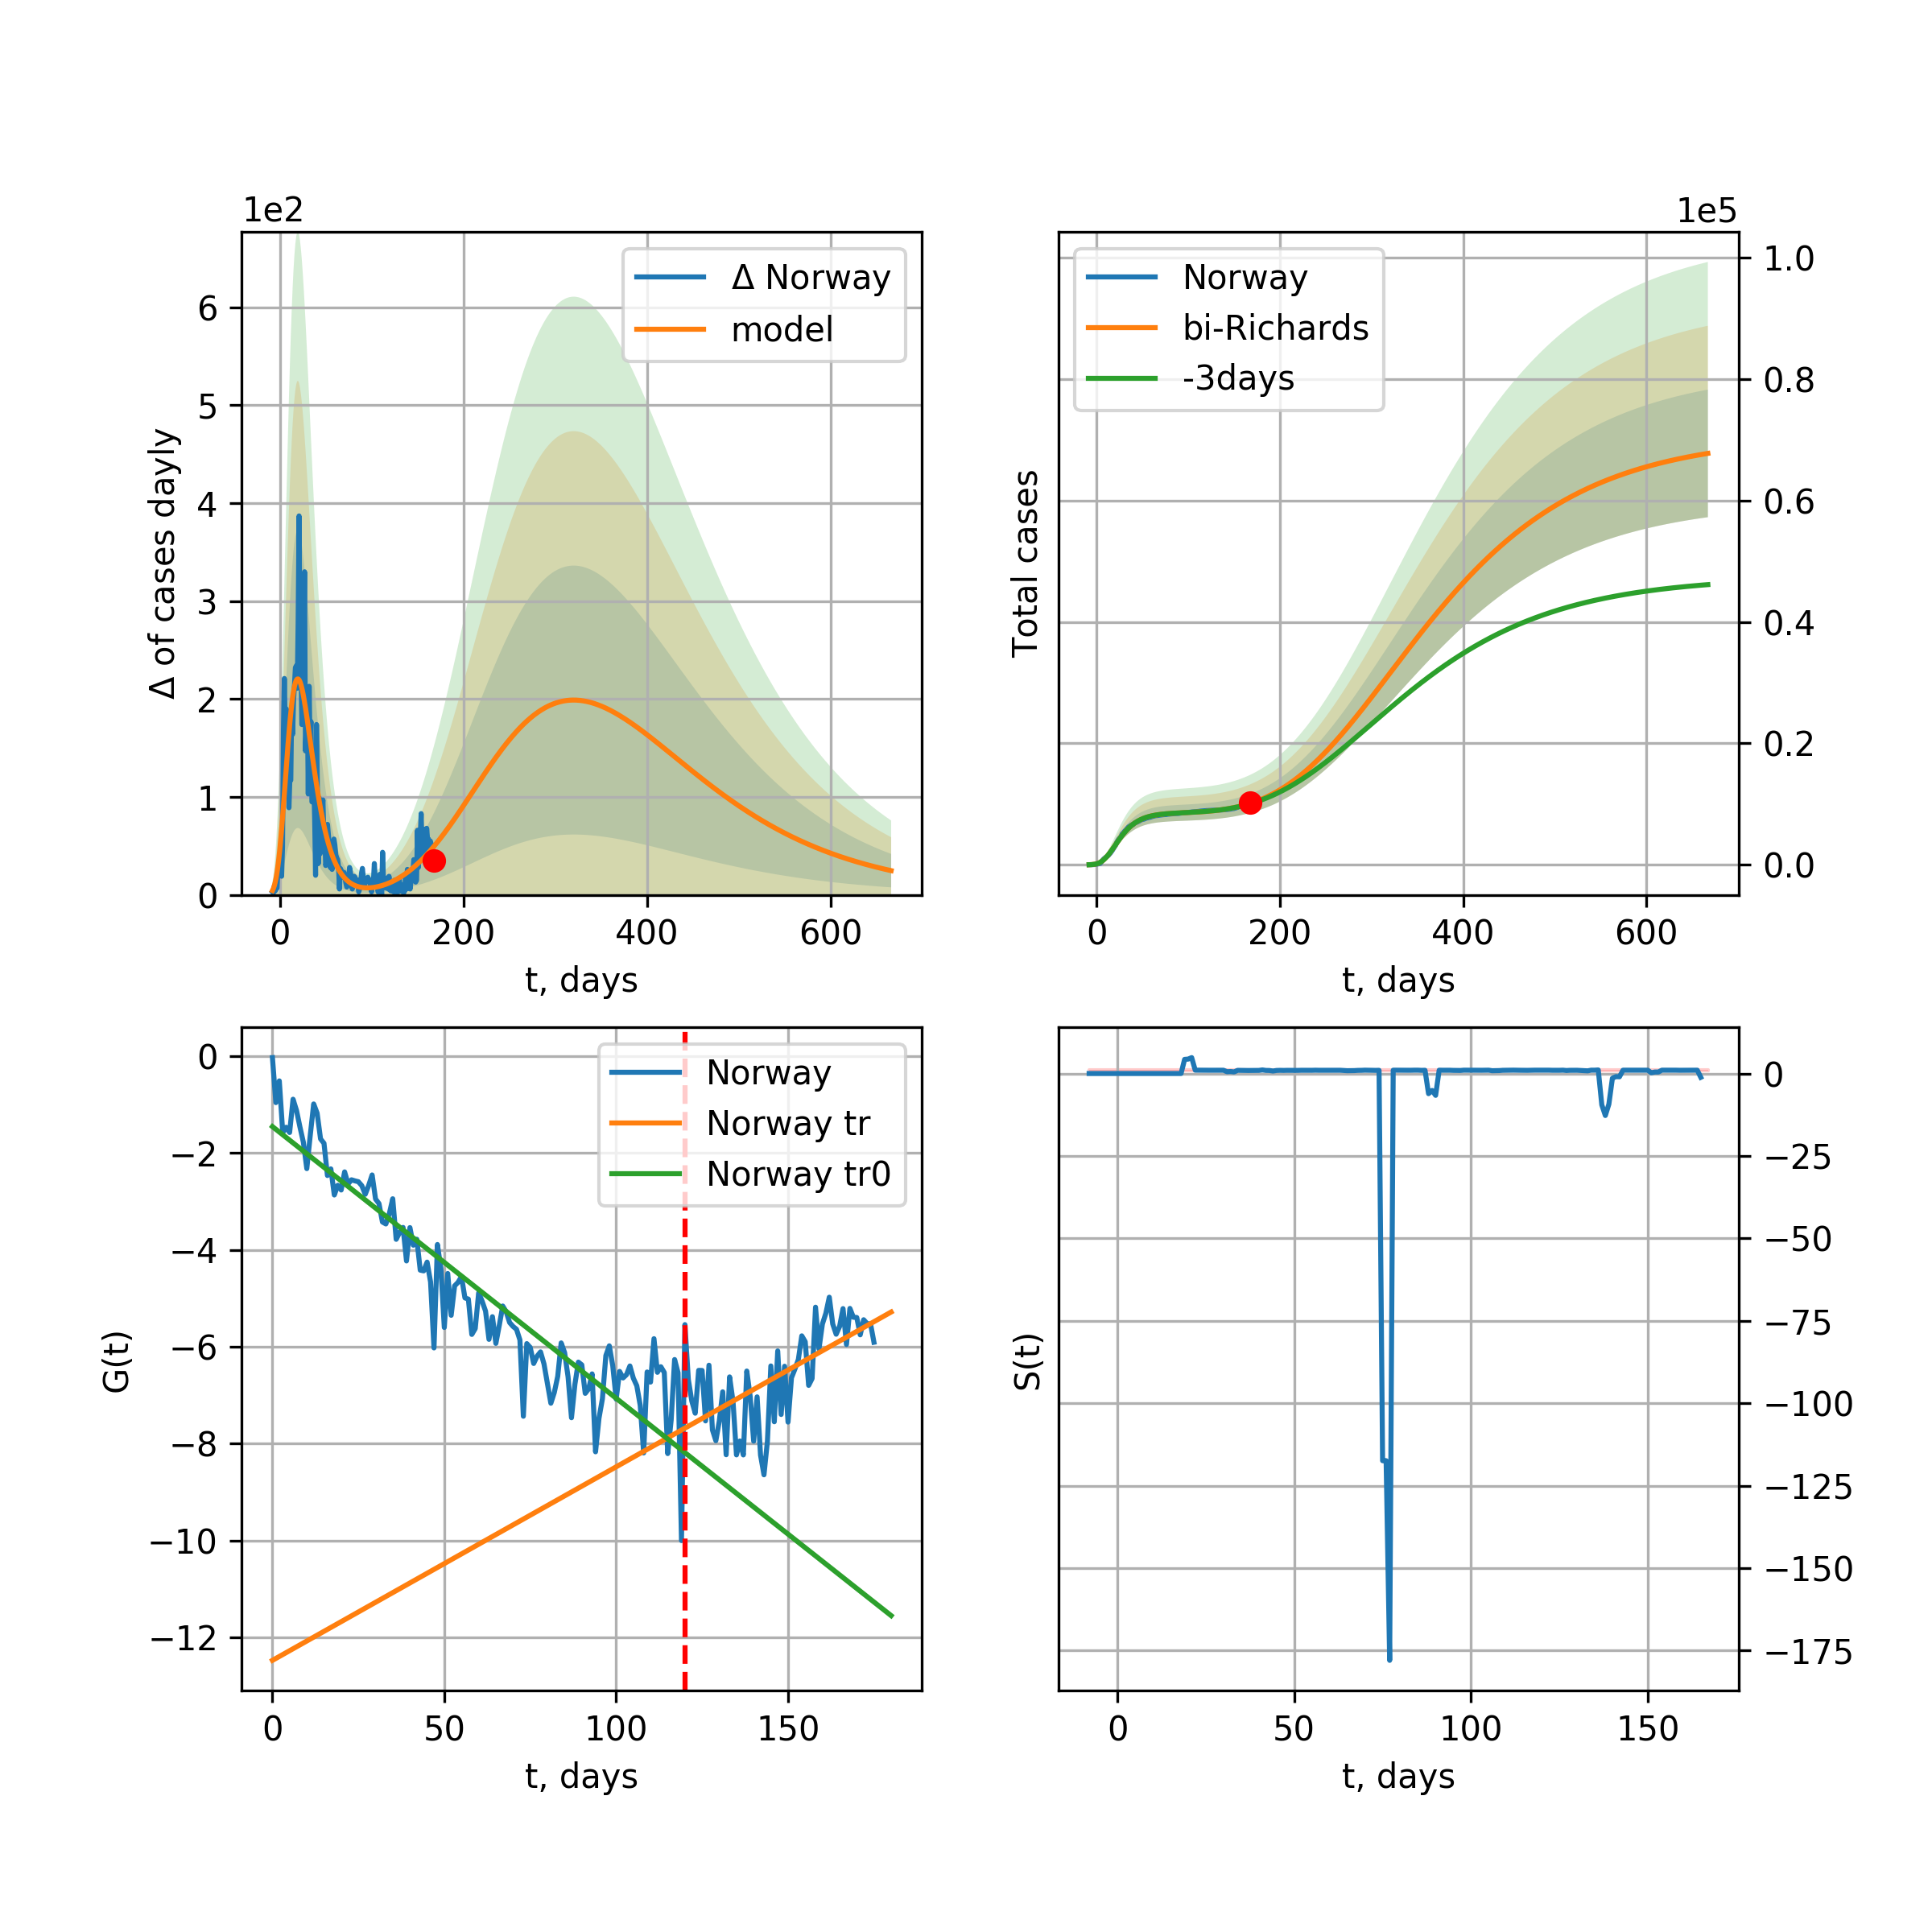 1e2
Δ Norway
model
6
5
4
3
2
1
0
Δ of cases dayly
0 200 400 600
t, days
1e5
Norway
bi-Richards
-3days
1.0
0.8
0.6
0.4
0.2
0.0
Total cases
0 200 400 600
t, days
Norway
Norway tr
Norway tr0
0
−2
−4
−6
−8
−10
−12
G(t)
0 50 100 150
t, days
0
−25
−50
−75
−100
−125
−150
−175
S(t)
0 50 100 150
t, days